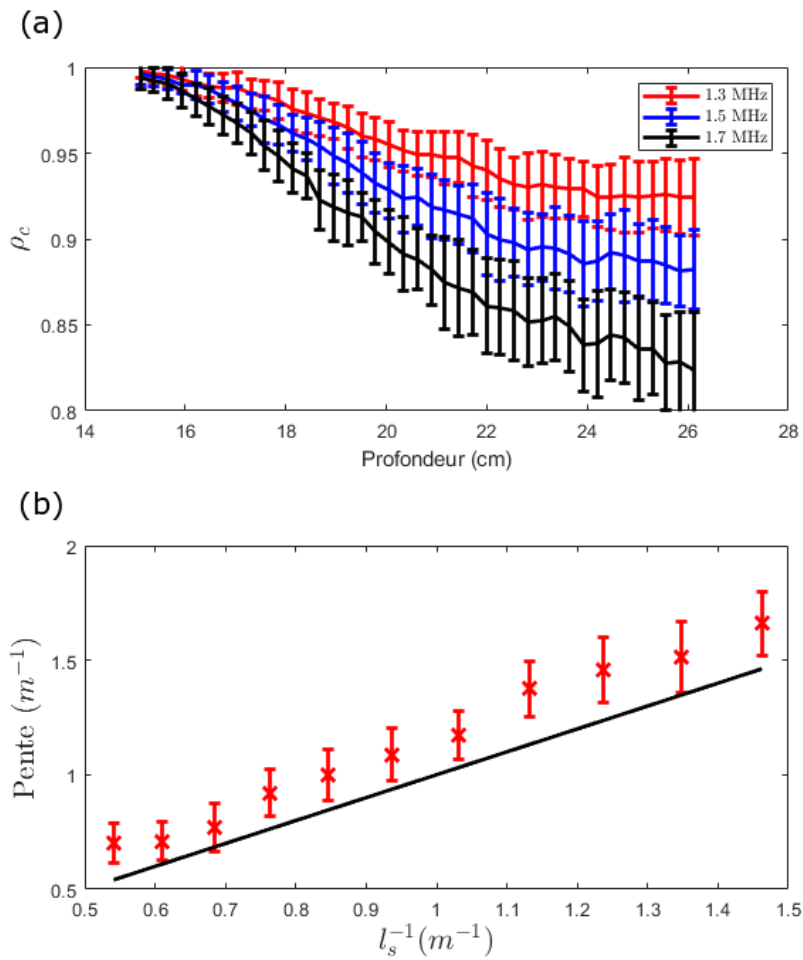 (a)
1
0.95
0.9
0.85
0.8
ρc
1.3 MHz
1.5 MHz
1.7 MHz
14 16 18 20 22 24 26 28
Profondeur (cm)
(b)
2
1.5
1
0.5
Pente (m⁻¹)
0.5 0.6 0.7 0.8 0.9 1 1.1 1.2 1.3 1.4 1.5
lₛ⁻¹(m⁻¹)